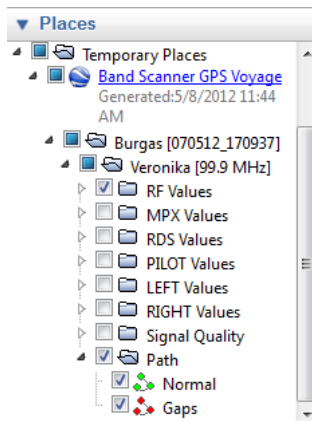 Places
Temporary Places
Band Scanner GPS Voyage
Generated:5/8/2012 11:44
AM
Burgas [070512_170937]
Veronika [99.9 MHz]
RF Values
MPX Values
RDS Values
PILOT Values
LEFT Values
RIGHT Values
Signal Quality
Path
Normal
Gaps